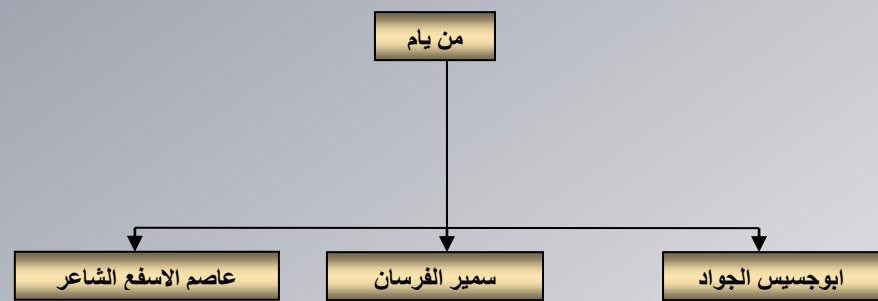 من يام
ابوجسيس الجواد
سمير الفرسان
عاصم الاسفع الشاعر